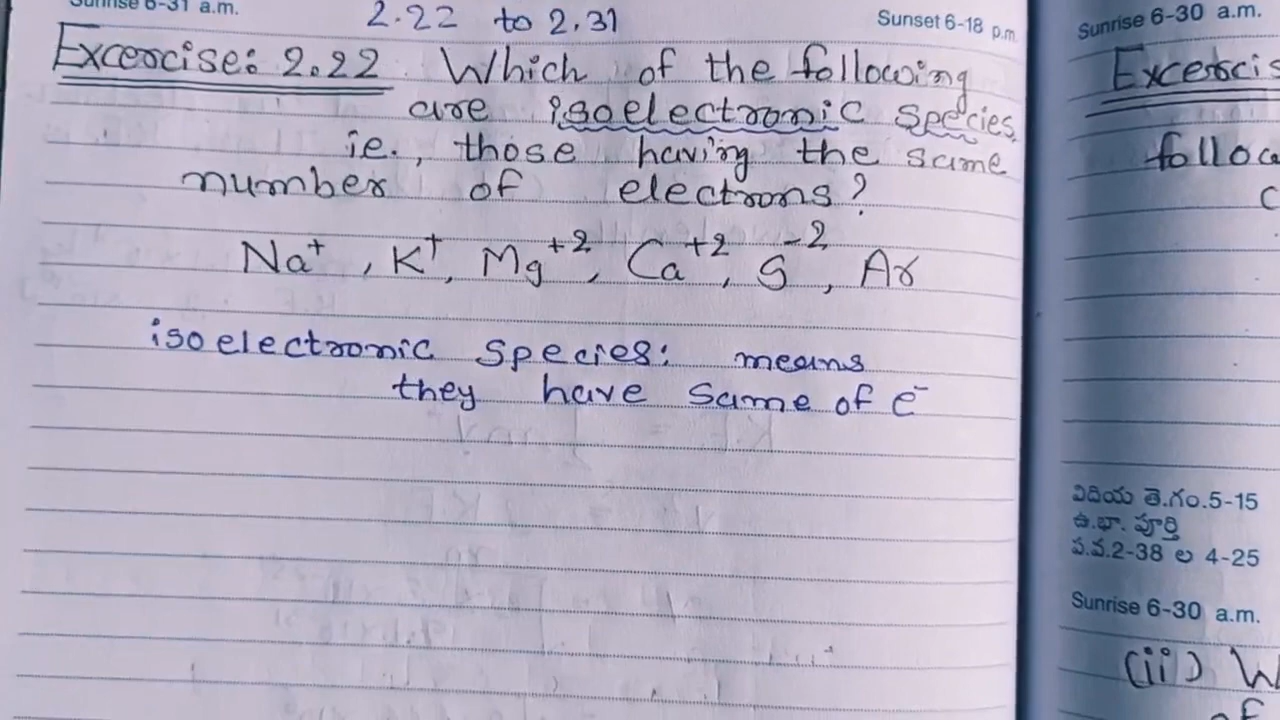 Sunrise 6-31 a.m.
2.22 to 2.31
Sunset 6-18 p.m
Excercise: 2.22 Which of the following
are isoelectronic species,
ie., those having the same
number of electrons?
Na⁺, K⁺, Mg⁺², Ca⁺², S⁻², Ar
isoelectronic species: means
they have same of e⁻
Sunrise 6-30 a.m.
Excercis
follow
విదియ తె.గం.5-15
ఉ.భా. పూర్తి
ప.వ.2-38 ల 4-25
Sunrise 6-30 a.m.
(ii) W
of